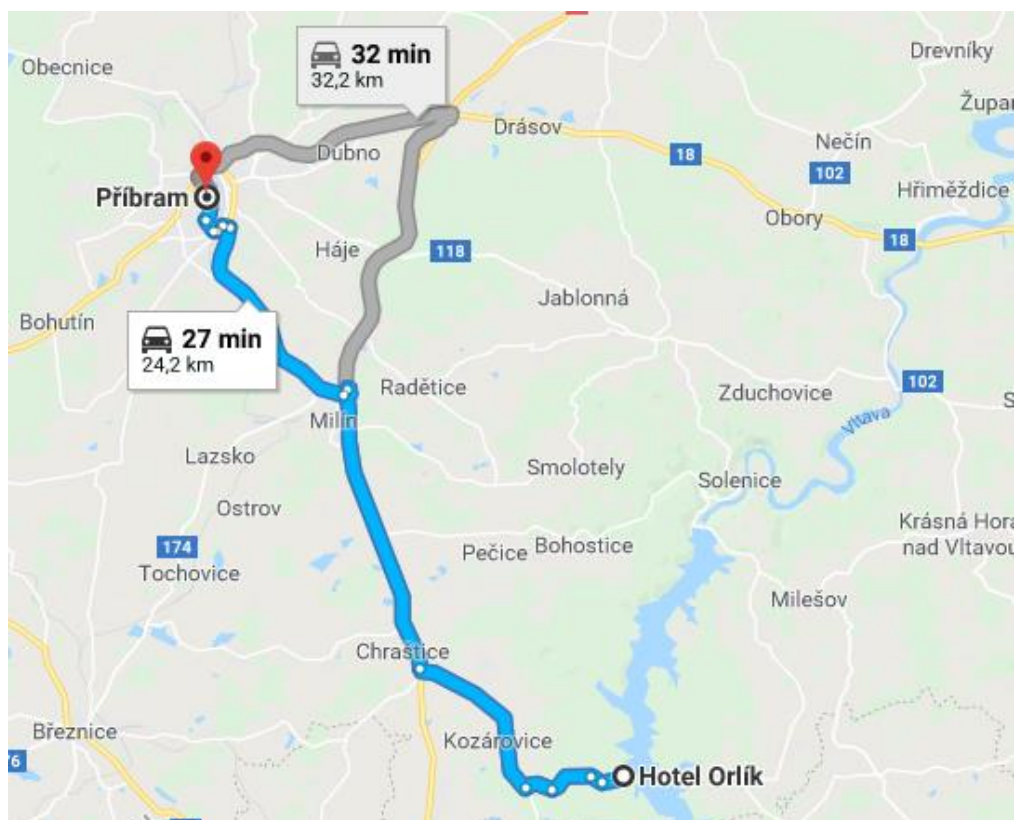 Obecnice
32 min
32,2 km
Drevníky
Drásov
Dubno
18
Nečín
102
Župan
Příbram
Hřiměždice
Obory
18
Háje
118
Jablonná
Bohutín
27 min
24,2 km
Radětice
Zduchovice
102
S
Milín
Vltava
Lazsko
Smolotely
Solenice
Ostrov
Krásná Hora
nad Vltavou
174
Pečice
Bohostice
Tochovice
Milešov
Chraštice
Březnice
Kozárovice
76
Hotel Orlík